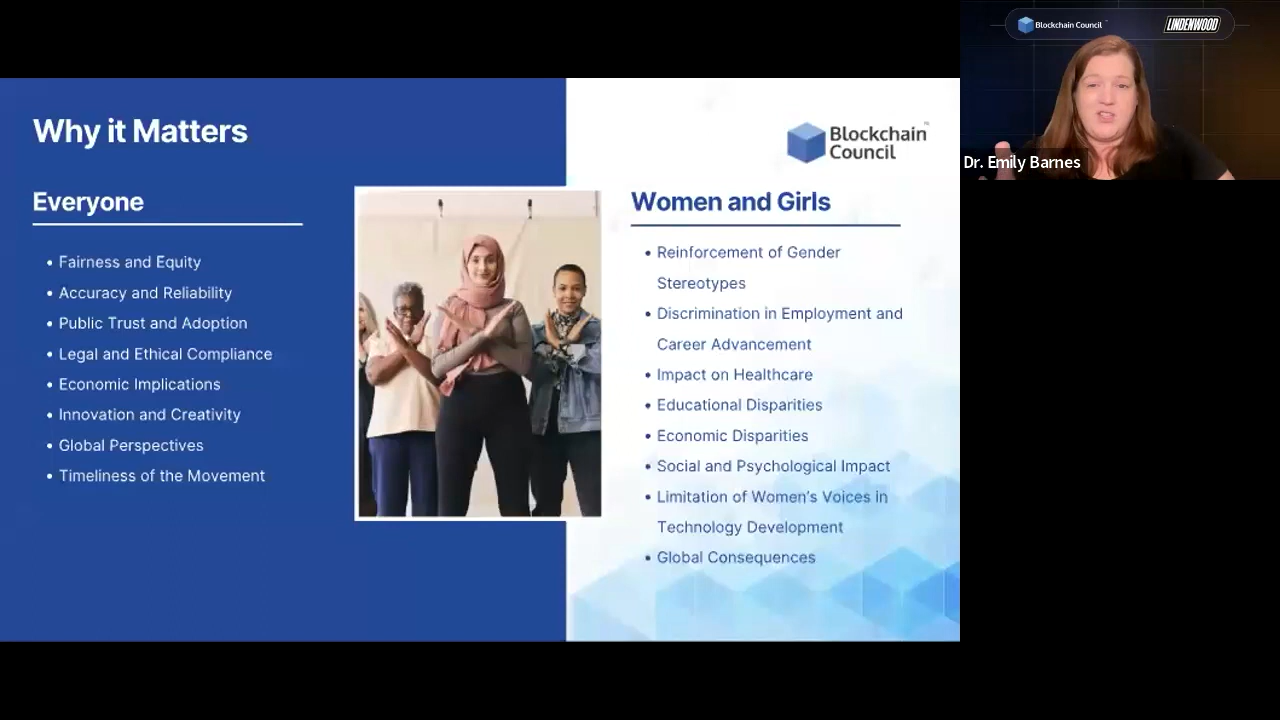 Why it Matters
Everyone
• Fairness and Equity
• Accuracy and Reliability
• Public Trust and Adoption
• Legal and Ethical Compliance
• Economic Implications
• Innovation and Creativity
• Global Perspectives
• Timeliness of the Movement
Blockchain
Council™
Women and Girls
• Reinforcement of Gender
Stereotypes
• Discrimination in Employment and
Career Advancement
• Impact on Healthcare
• Educational Disparities
• Economic Disparities
• Social and Psychological Impact
• Limitation of Women's Voices in
Technology Development
• Global Consequences
Blockchain Council
LINDENWOOD
Dr. Emily Barnes